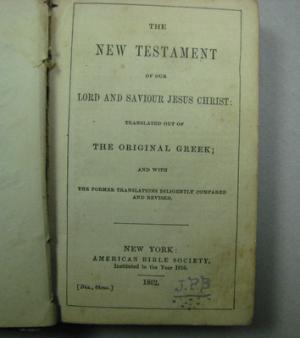 THE
NEW TESTAMENT
OF OUR
LORD AND SAVIOUR JESUS CHRIST:
TRANSLATED OUT OF
THE ORIGINAL GREEK;
AND WITH
THE FORMER TRANSLATIONS DILIGENTLY COMPARED
AND REVISED.
NEW YORK:
AMERICAN BIBLE SOCIETY,
Instituted in the Year 1816.
1862.
J.P.B